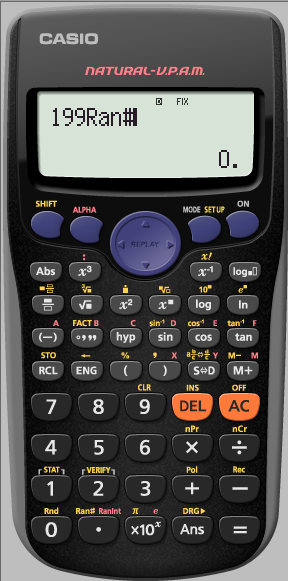 CASIO
NATURAL-V.P.A.M.
D FIX
199Ran#
0.
SHIFT ALPHA MODE SETUP ON
REPLAY
: x!
Abs x³ x⁻¹ log▪□
³√▪ ▪√□ 10▪ e▪
√▪ x² x▪ log ln
A FACT B C sin⁻¹ D cos⁻¹ E tan⁻¹ F
(−) °,,, hyp sin cos tan
STO ← % , X a b/c⇔d/c Y M− M
RCL ENG ( ) S⇔D M+
CLR INS OFF
7 8 9 DEL AC
nPr nCr
4 5 6 × ÷
STAT VERIFY Pol Rec
1 2 3 + −
Rnd Ran# RanInt π e DRG▶
0 . ×10ˣ Ans =